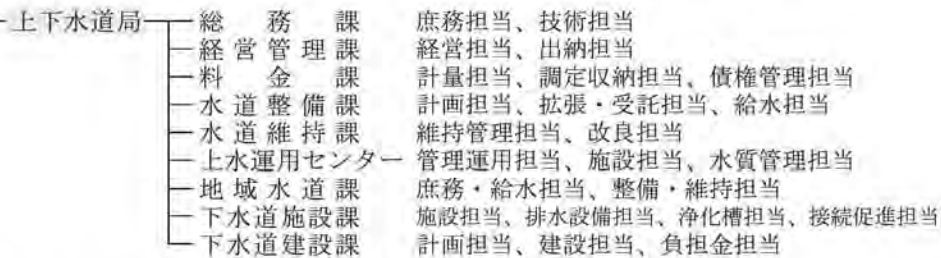 上下水道局 総務課 庶務担当、技術担当
経営管理課 経営担当、出納担当
料金課 計量担当、調定収納担当、債権管理担当
水道整備課 計画担当、拡張・受託担当、給水担当
水道維持課 維持管理担当、改良担当
上水運用センター 管理運用担当、施設担当、水質管理担当
地域水道課 庶務・給水担当、整備・維持担当
下水道施設課 施設担当、排水設備担当、浄化槽担当、接続促進担当
下水道建設課 計画担当、建設担当、負担金担当